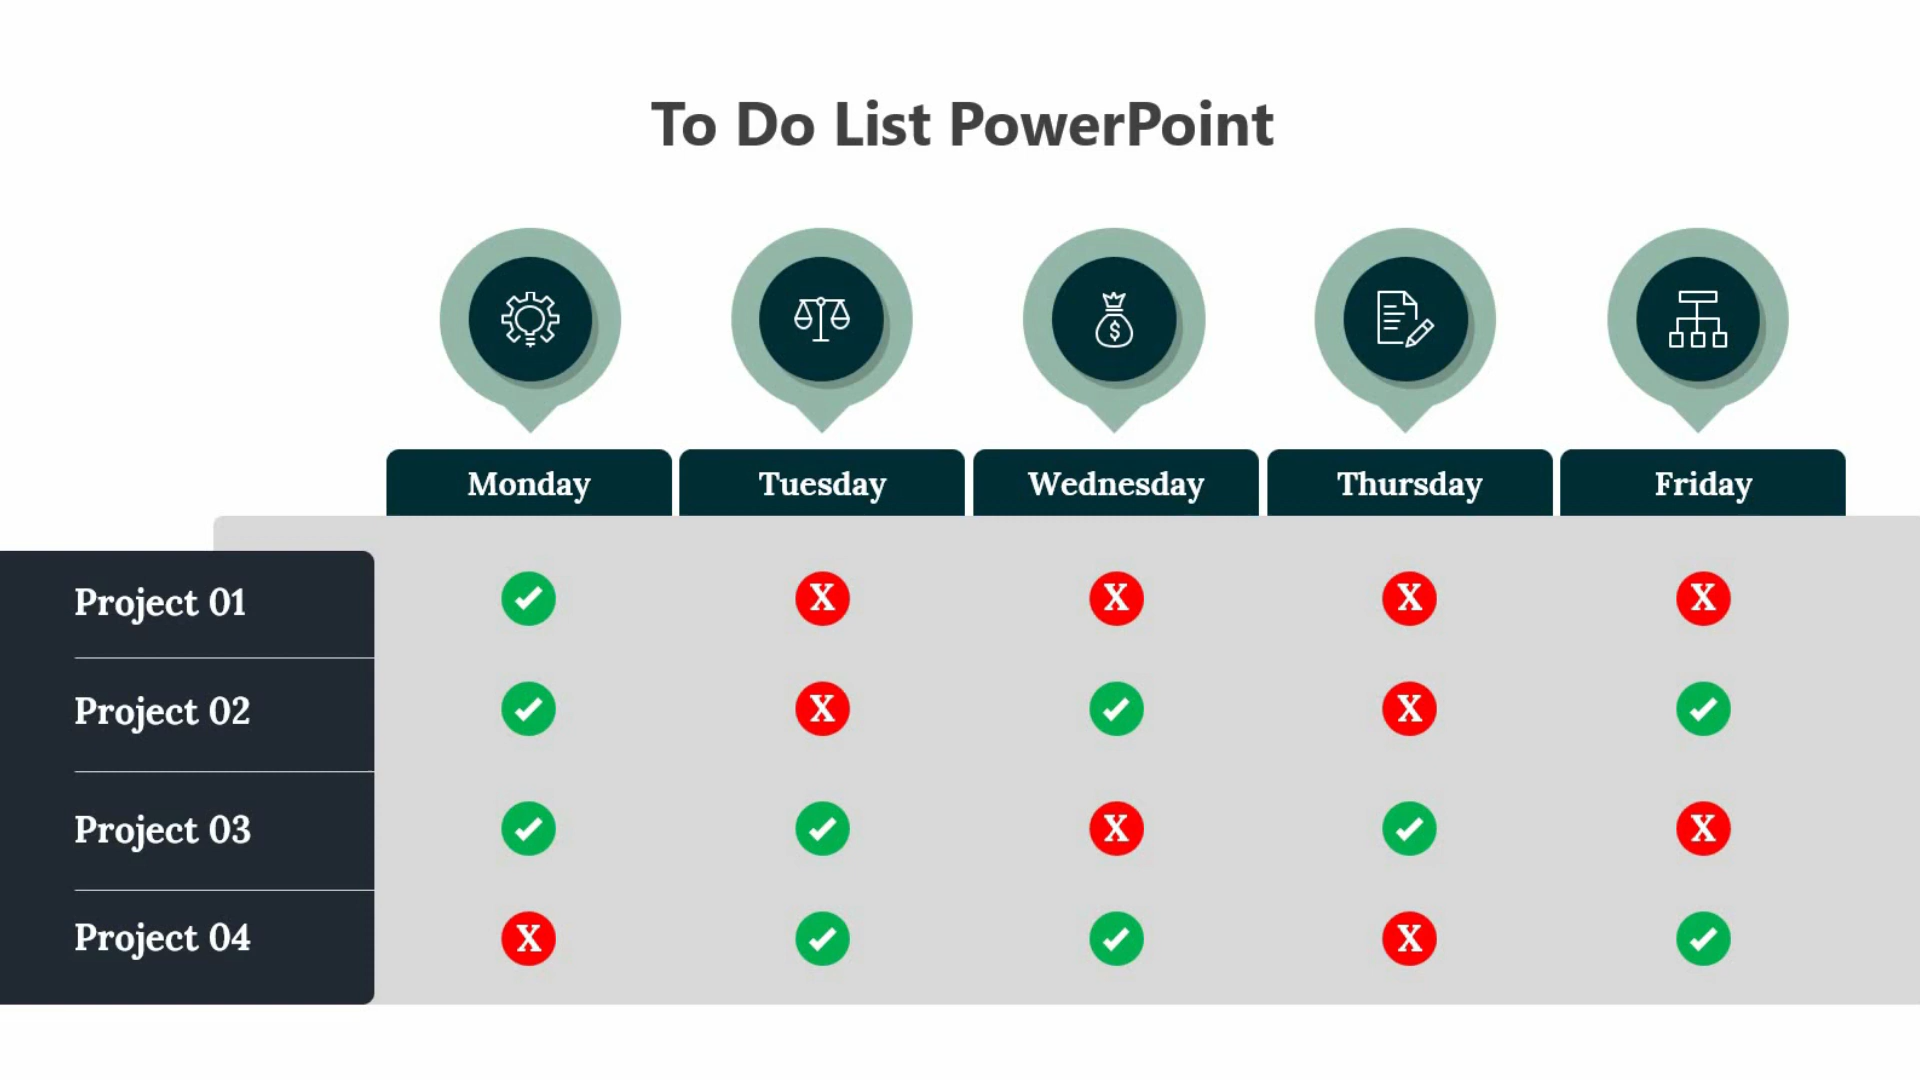 To Do List PowerPoint
$
Monday Tuesday Wednesday Thursday Friday
Project 01 X X X X
Project 02 X X
Project 03 X X
Project 04 X X